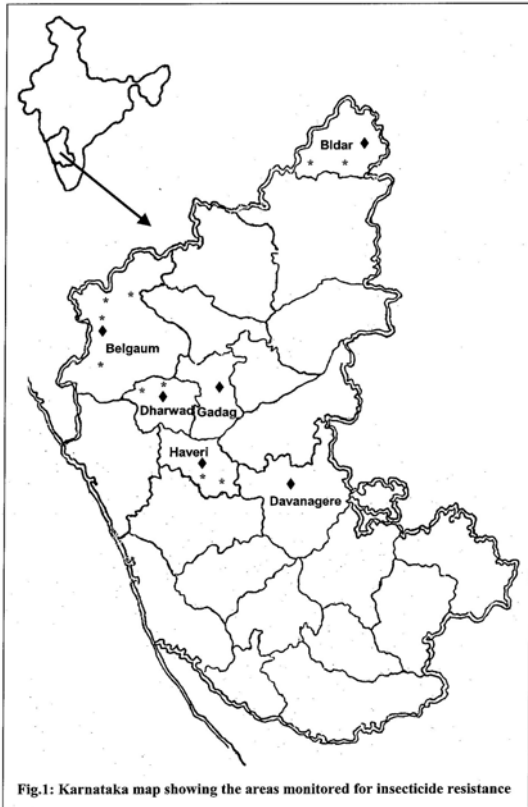 Bidar
Belgaum
Dharwad
Gadag
Haveri
Davanagere
Fig.1: Karnataka map showing the areas monitored for insecticide resistance